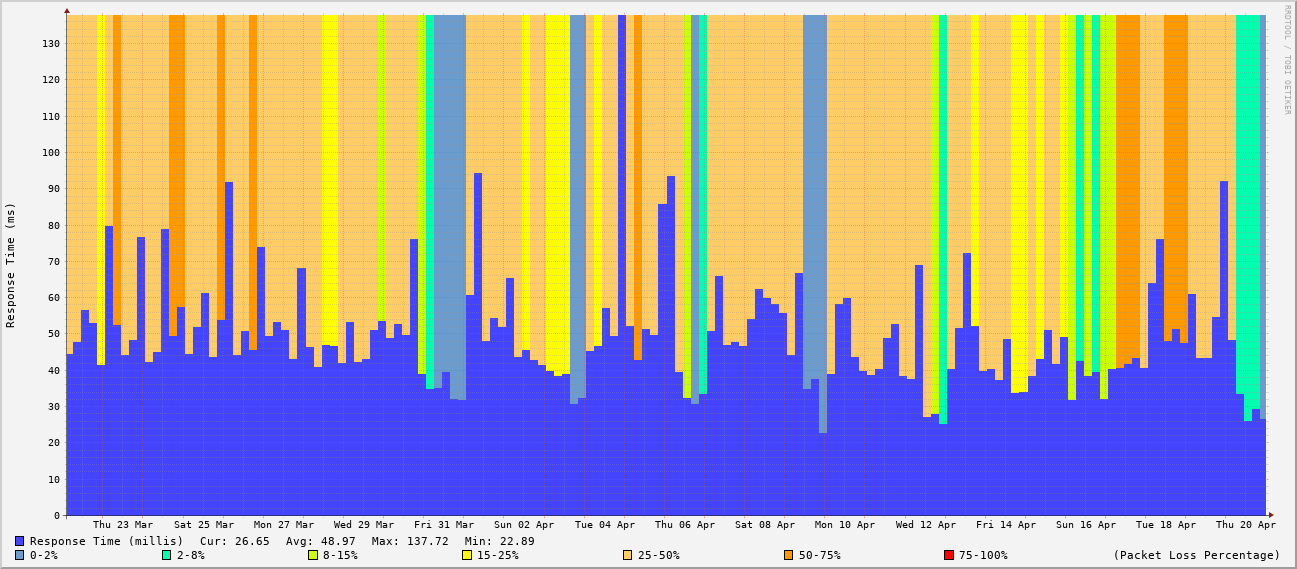 RRDTOOL / TOBI OETIKER
Response Time (ms)
130
120
110
100
90
80
70
60
50
40
30
20
10
0
Thu 23 Mar Sat 25 Mar Mon 27 Mar Wed 29 Mar Fri 31 Mar Sun 02 Apr Tue 04 Apr Thu 06 Apr Sat 08 Apr Mon 10 Apr Wed 12 Apr Fri 14 Apr Sun 16 Apr Tue 18 Apr Thu 20 Apr
Response Time (millis) Cur: 26.65 Avg: 48.97 Max: 137.72 Min: 22.89
0-2% 2-8% 8-15% 15-25% 25-50% 50-75% 75-100% (Packet Loss Percentage)